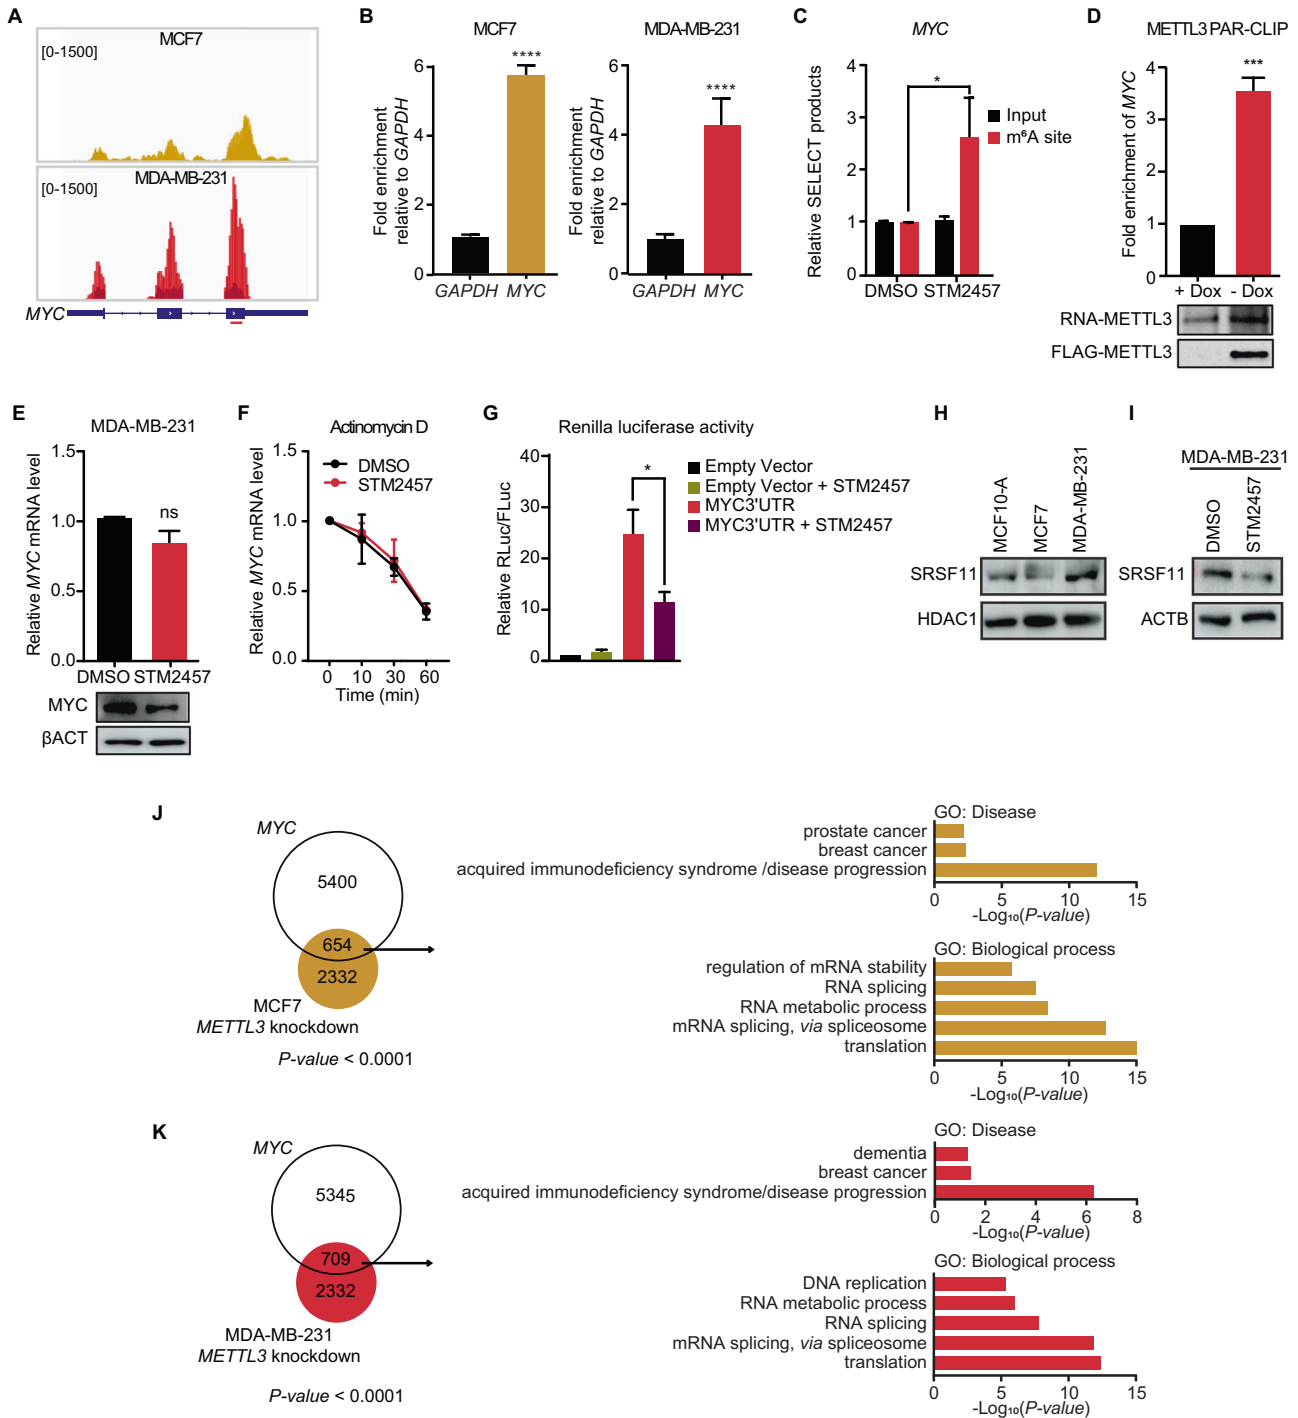 A
MCF7
[0-1500]
MDA-MB-231
[0-1500]
MYC
B
MCF7
MDA-MB-231
Fold enrichment
relative to GAPDH
6
4
2
0
****
GAPDH MYC
Fold enrichment
relative to GAPDH
6
4
2
0
****
GAPDH MYC
C
MYC
Relative SELECT products
4
3
2
1
0
*
Input
m⁶A site
DMSO STM2457
D
METTL3 PAR-CLIP
Fold enrichment of MYC
4
3
2
1
0
***
+ Dox - Dox
RNA-METTL3
FLAG-METTL3
E
MDA-MB-231
Relative MYC mRNA level
1.5
1.0
0.5
0.0
ns
DMSO STM2457
MYC
βACT
F
Actinomycin D
Relative MYC mRNA level
1.5
1.0
0.5
0.0
DMSO
STM2457
0 10 30 60
Time (min)
G
Renilla luciferase activity
Relative RLuc/FLuc
40
30
20
10
0
*
Empty Vector
Empty Vector + STM2457
MYC3'UTR
MYC3'UTR + STM2457
H
MCF10-A
MCF7
MDA-MB-231
SRSF11
HDAC1
I
MDA-MB-231
DMSO
STM2457
SRSF11
ACTB
J
MYC
5400
654
2332
MCF7
METTL3 knockdown
P-value < 0.0001
GO: Disease
prostate cancer
breast cancer
acquired immunodeficiency syndrome /disease progression
0 5 10 15
-Log₁₀(P-value)
GO: Biological process
regulation of mRNA stability
RNA splicing
RNA metabolic process
mRNA splicing, via spliceosome
translation
0 5 10 15
-Log₁₀(P-value)
K
MYC
5345
709
2332
MDA-MB-231
METTL3 knockdown
P-value < 0.0001
GO: Disease
dementia
breast cancer
acquired immunodeficiency syndrome/disease progression
0 2 4 6 8
-Log₁₀(P-value)
GO: Biological process
DNA replication
RNA metabolic process
RNA splicing
mRNA splicing, via spliceosome
translation
0 5 10 15
-Log₁₀(P-value)